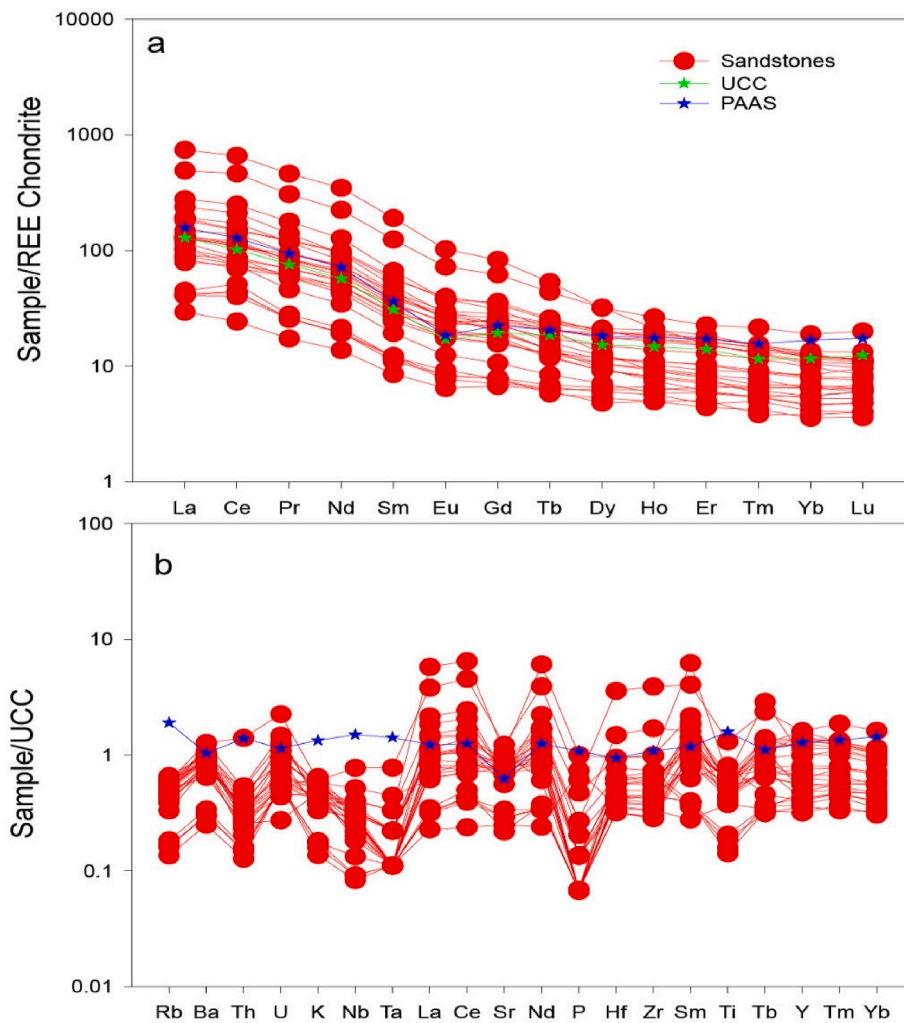 10000
a
Sandstones
UCC
PAAS
1000
100
10
1
Sample/REE Chondrite
La Ce Pr Nd Sm Eu Gd Tb Dy Ho Er Tm Yb Lu
100
b
10
1
0.1
0.01
Sample/UCC
Rb Ba Th U K Nb Ta La Ce Sr Nd P Hf Zr Sm Ti Tb Y Tm Yb